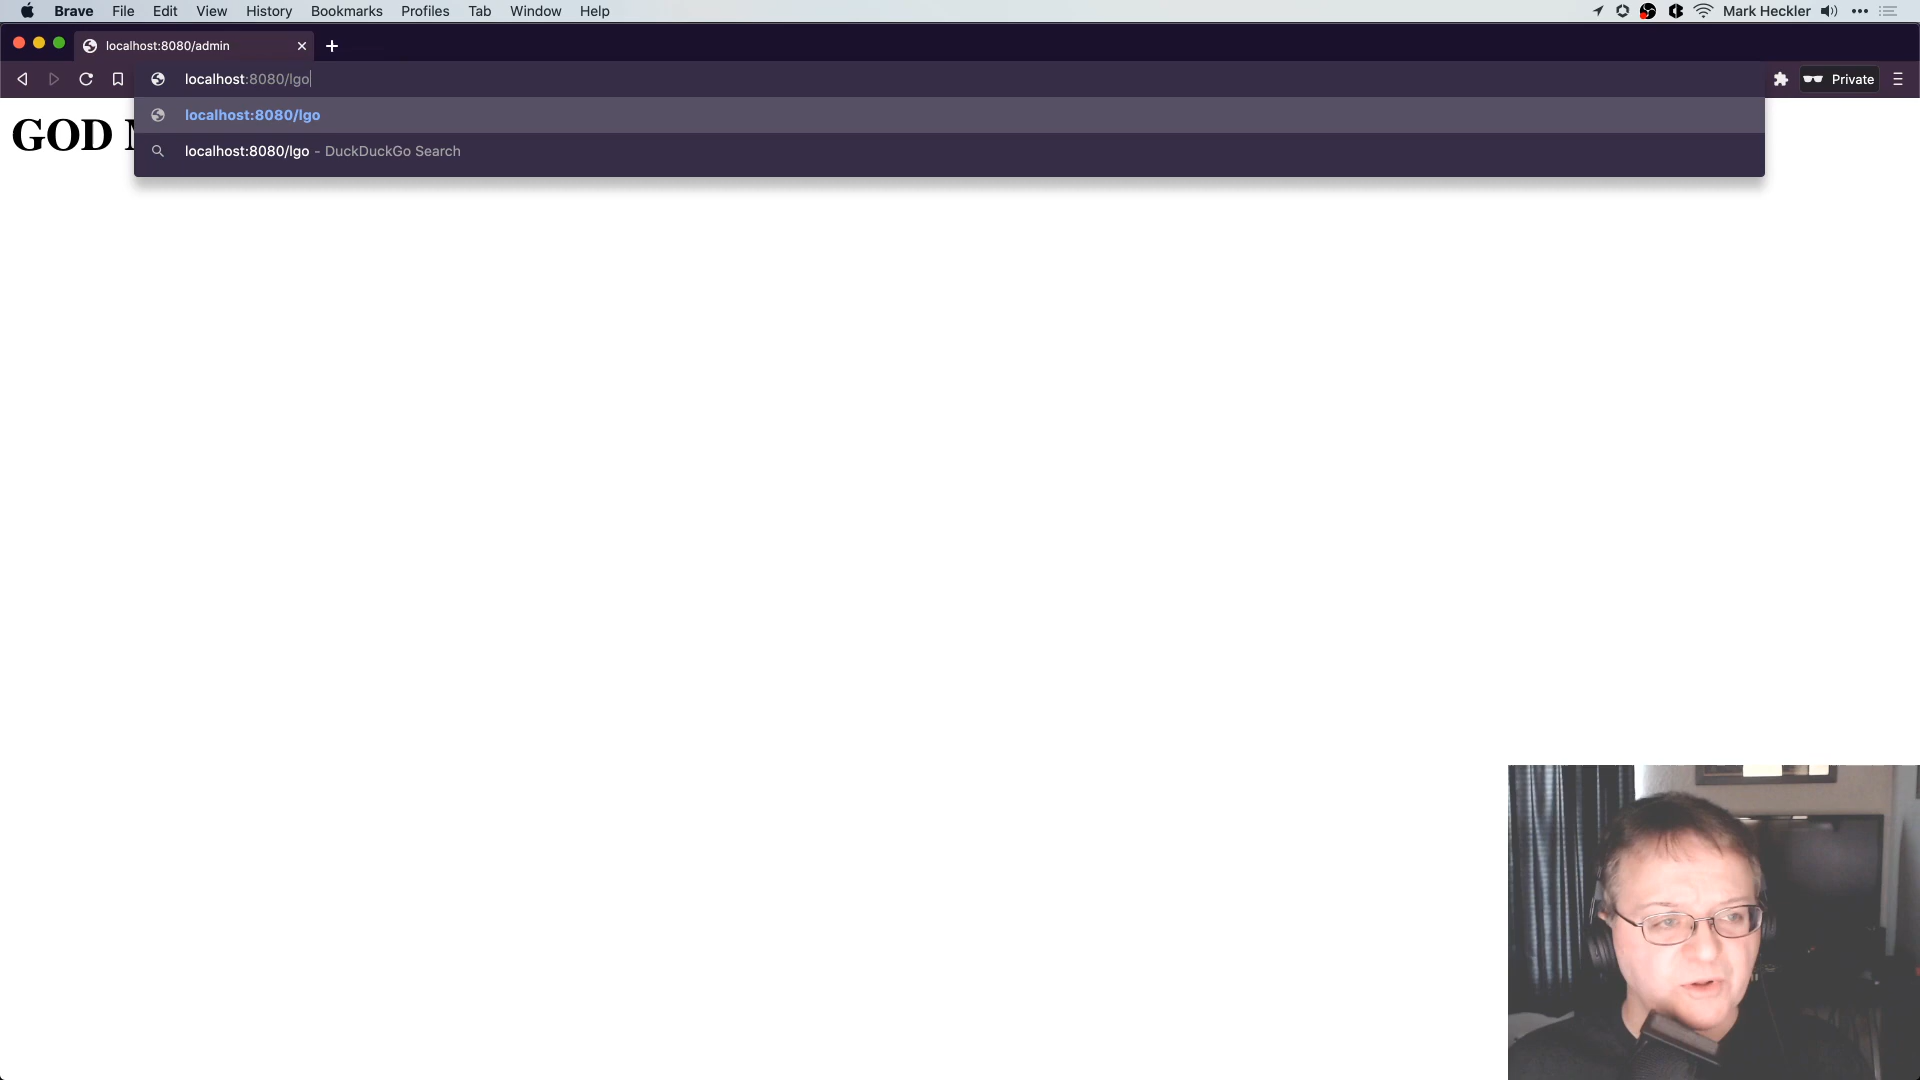 Brave File Edit View History Bookmarks Profiles Tab Window Help Mark Heckler
localhost:8080/admin
localhost:8080/lgo Private
localhost:8080/lgo
localhost:8080/lgo - DuckDuckGo Search
GOD